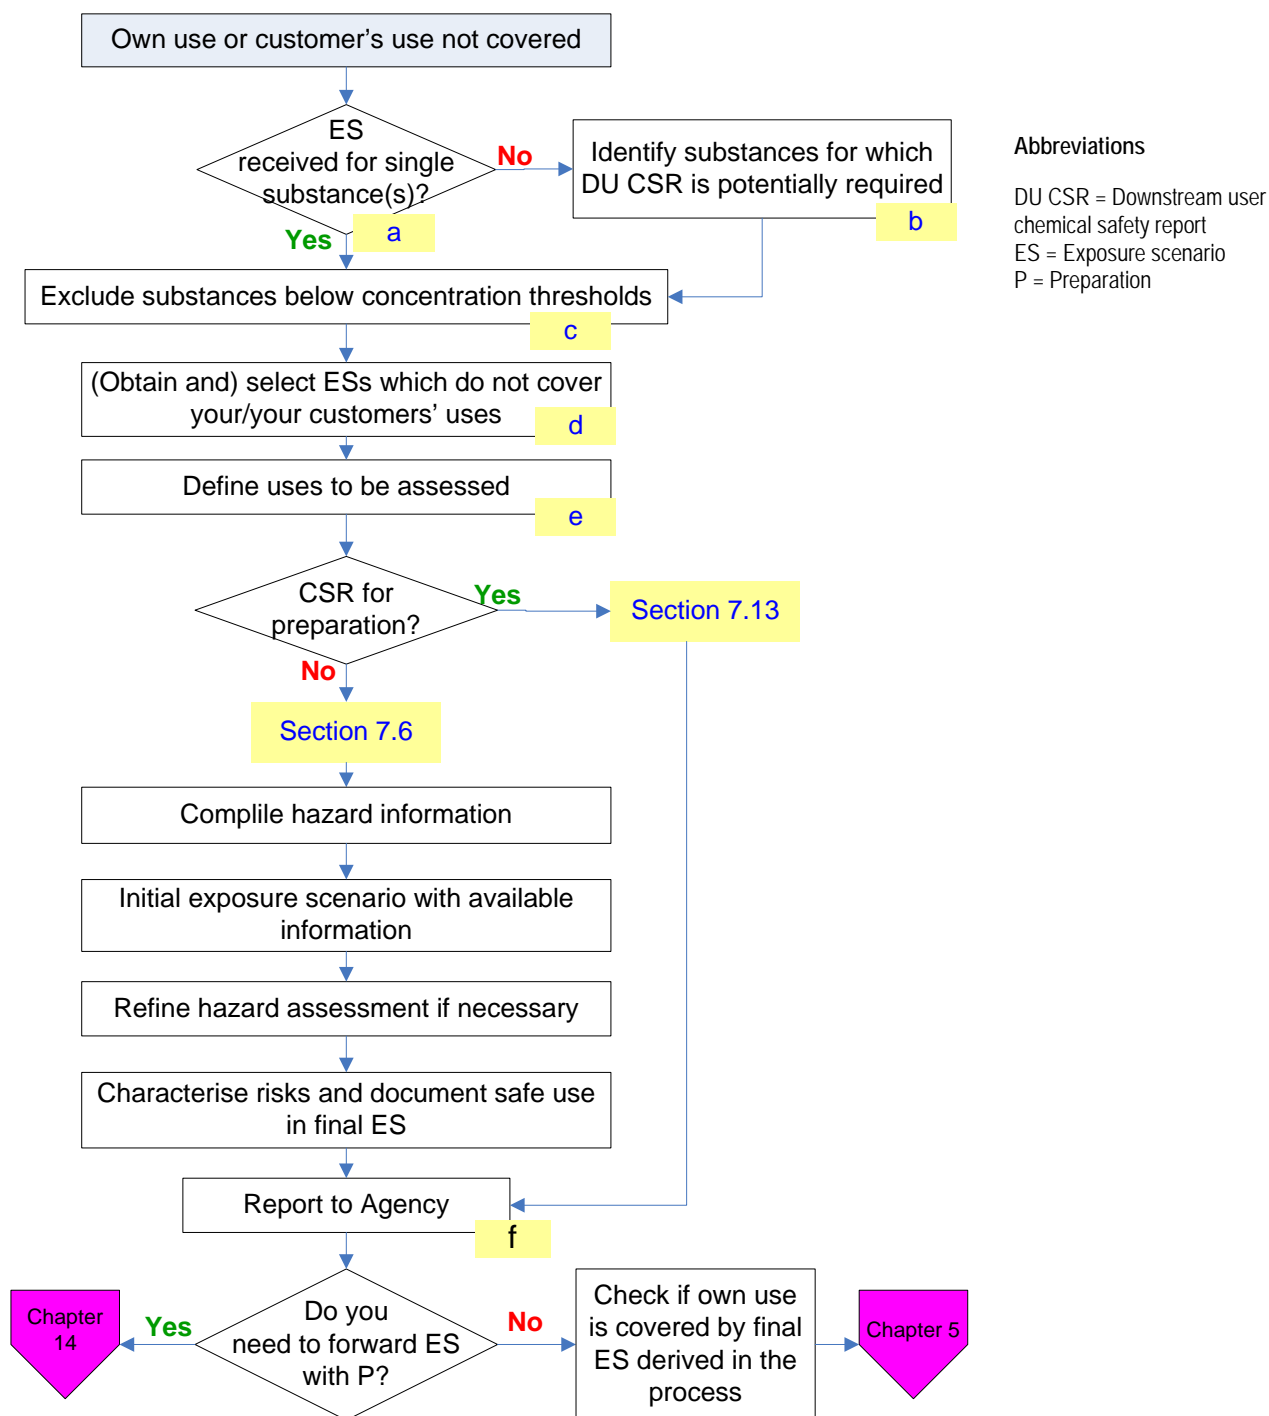 Own use or customer's use not covered
ES
received for single
substance(s)?
No
Identify substances for which
DU CSR is potentially required
b
Abbreviations
DU CSR = Downstream user
chemical safety report
ES = Exposure scenario
P = Preparation
Yes
a
Exclude substances below concentration thresholds
c
(Obtain and) select ESs which do not cover
your/your customers' uses
d
Define uses to be assessed
e
CSR for
preparation?
Yes
Section 7.13
No
Section 7.6
Complile hazard information
Initial exposure scenario with available
information
Refine hazard assessment if necessary
Characterise risks and document safe use
in final ES
Report to Agency
f
Do you
need to forward ES
with P?
Yes
Chapter
14
No
Check if own use
is covered by final
ES derived in the
process
Chapter 5